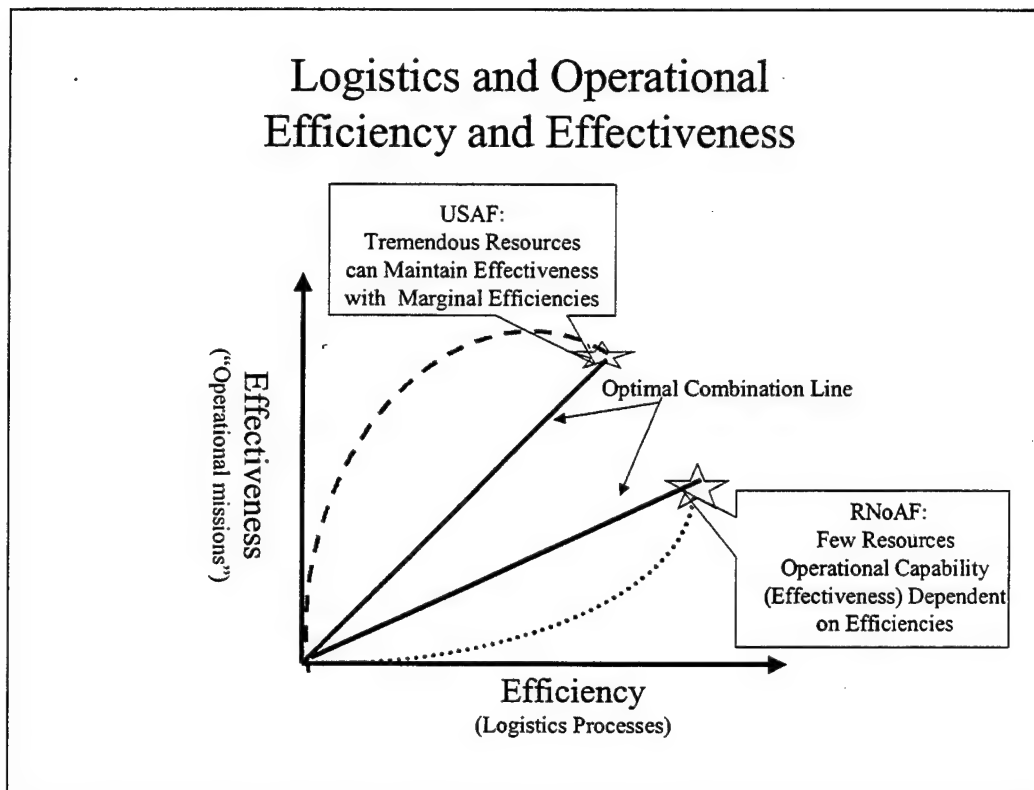 Logistics and Operational
Efficiency and Effectiveness
USAF:
Tremendous Resources
can Maintain Effectiveness
with Marginal Efficiencies
Effectiveness
("Operational missions")
Optimal Combination Line
RNoAF:
Few Resources
Operational Capability
(Effectiveness) Dependent
on Efficiencies
Efficiency
(Logistics Processes)